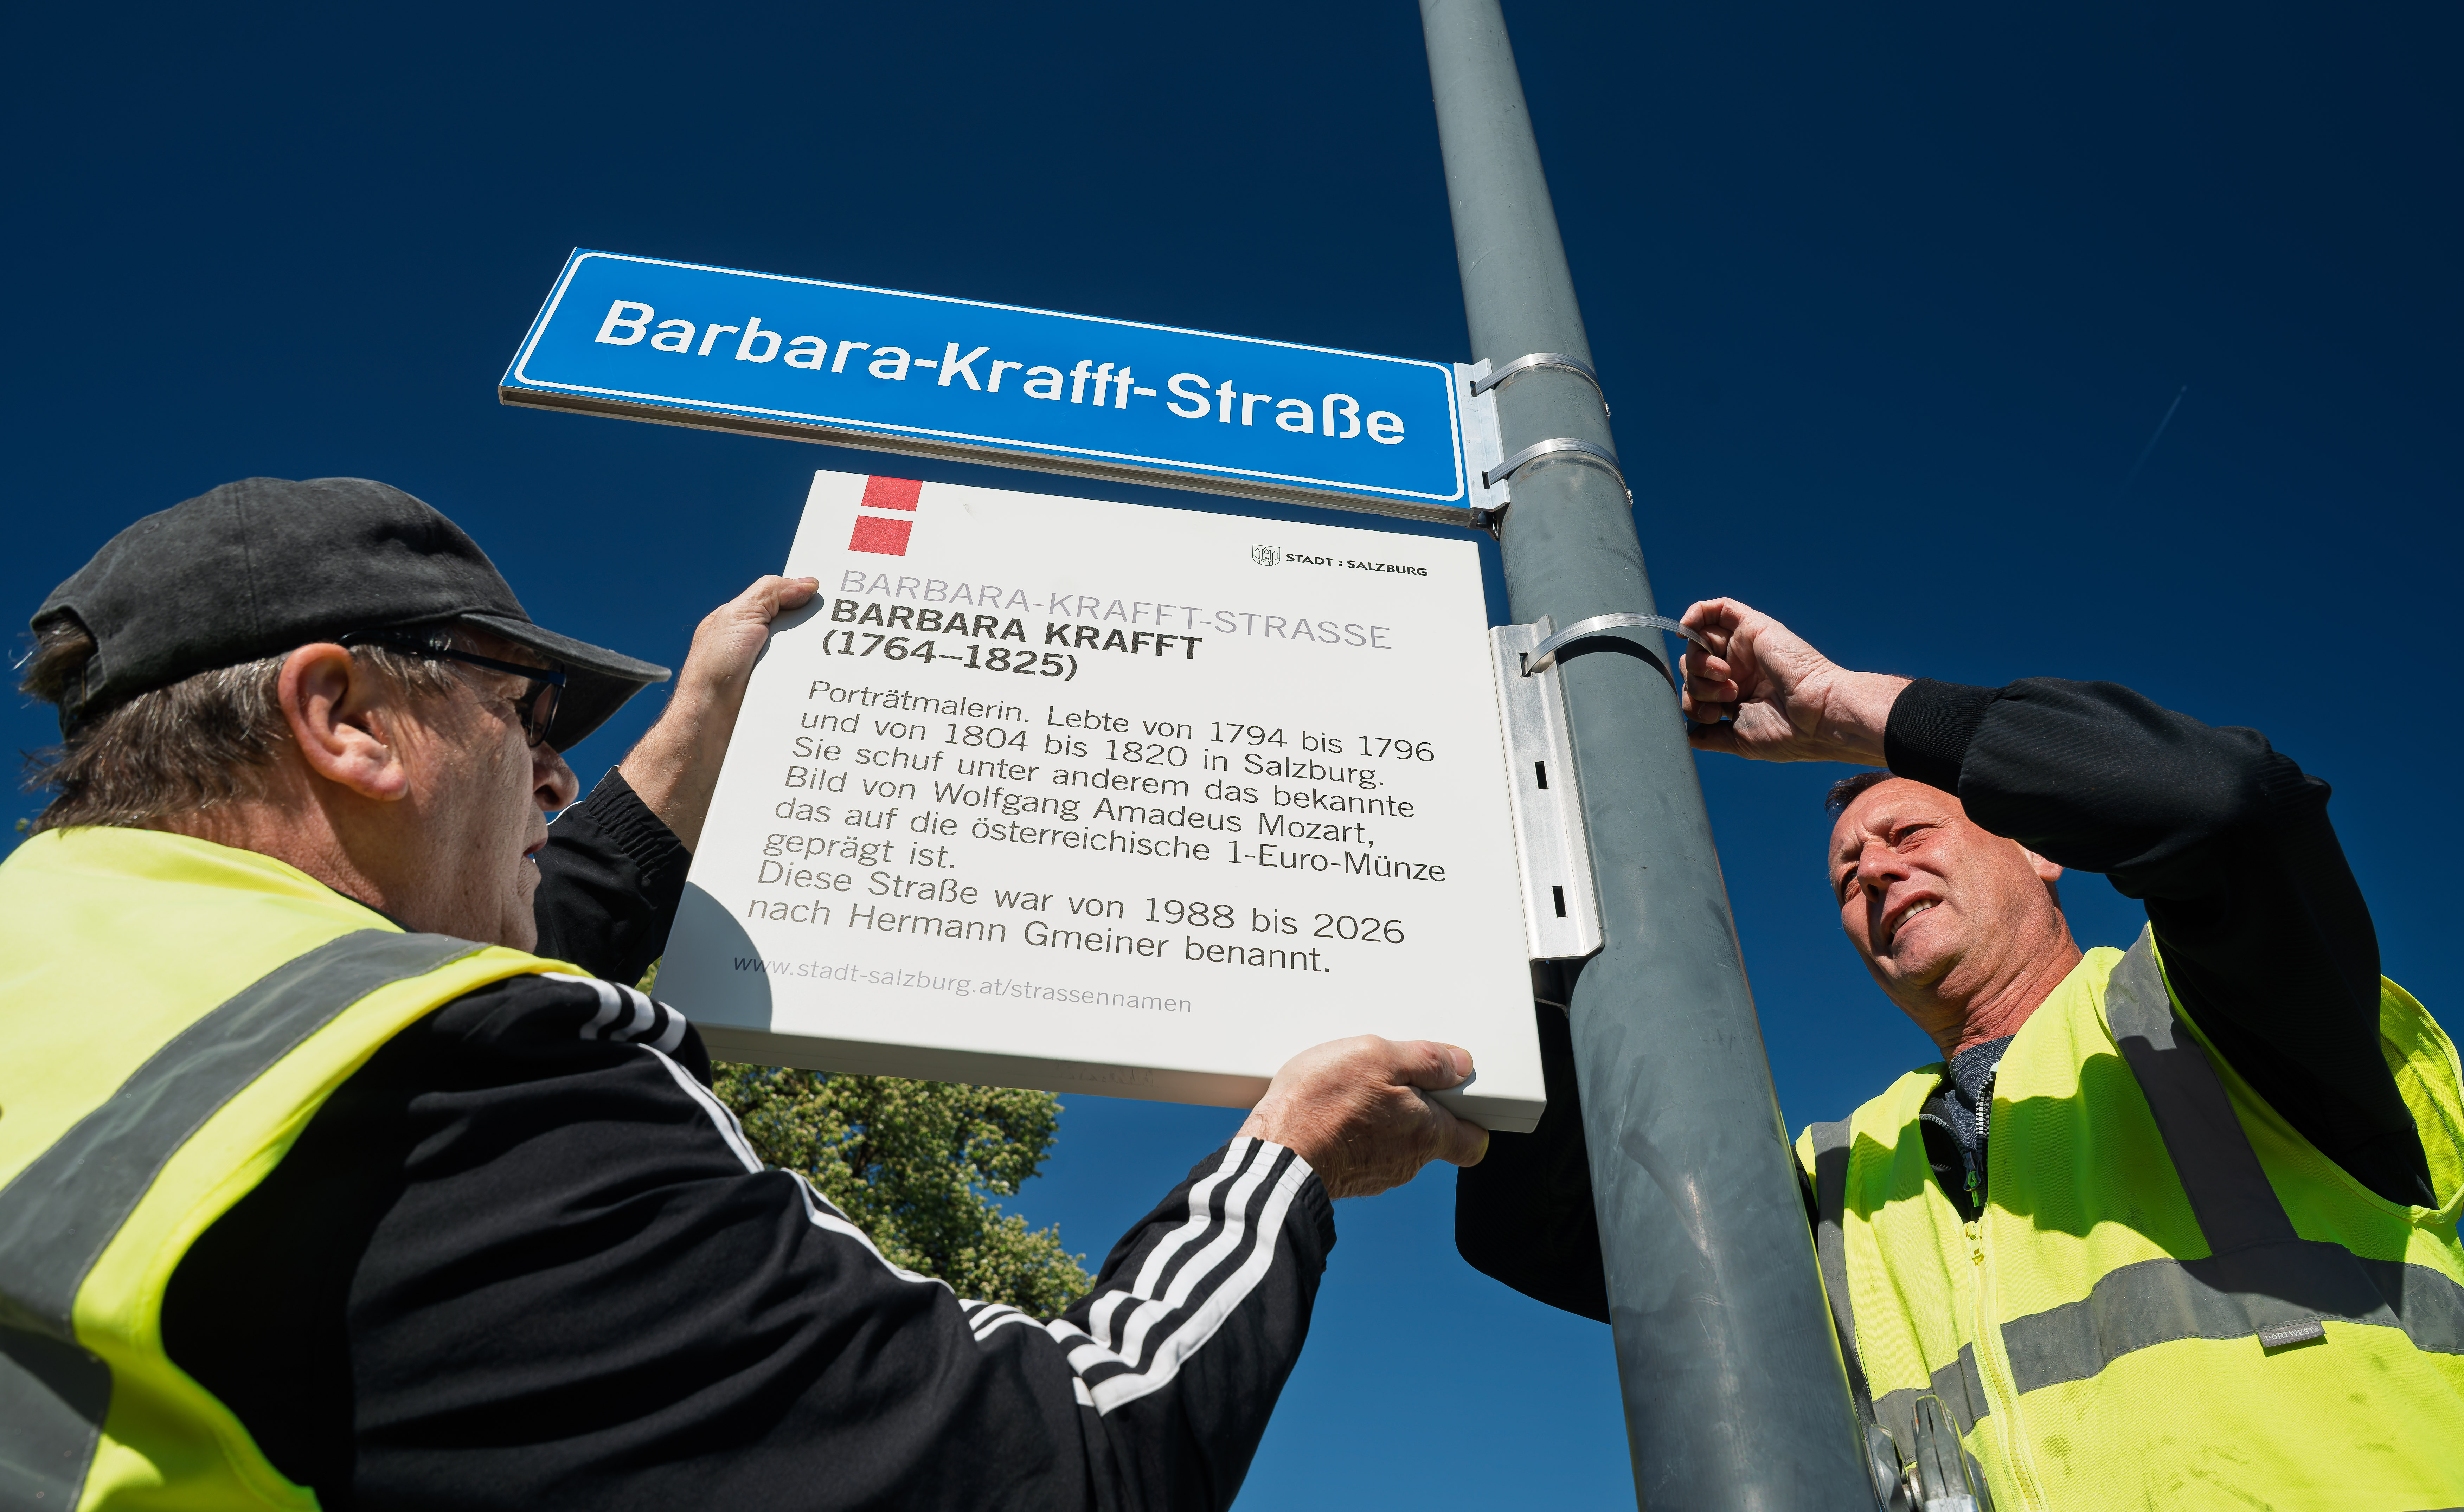 Barbara-Krafft-Straße
STADT : SALZBURG
BARBARA-KRAFFT-STRASSE
BARBARA KRAFFT
(1764–1825)
Porträtmalerin. Lebte von 1794 bis 1796
und von 1804 bis 1820 in Salzburg.
Sie schuf unter anderem das bekannte
Bild von Wolfgang Amadeus Mozart,
das auf die österreichische 1-Euro-Münze
geprägt ist.
Diese Straße war von 1988 bis 2026
nach Hermann Gmeiner benannt.
www.stadt-salzburg.at/strassennamen
PORTWEST